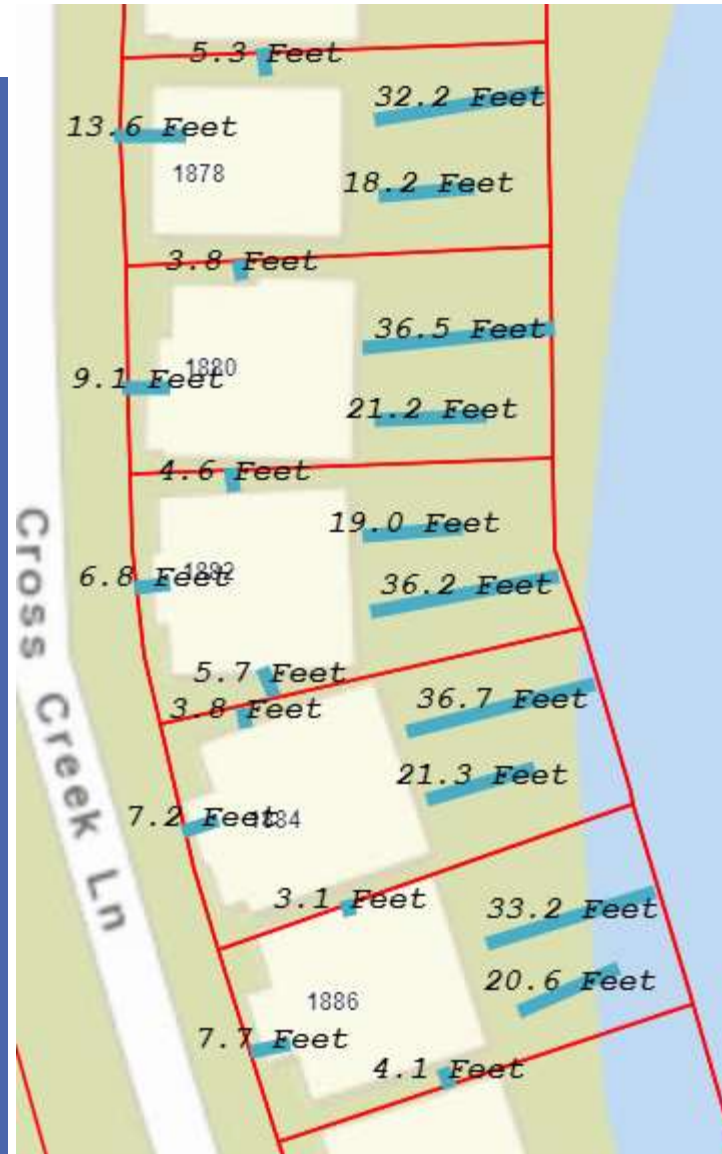 5.3 Feet
32.2 Feet
13.6 Feet
1878
18.2 Feet
3.8 Feet
36.5 Feet
1880
9.1 Feet
21.2 Feet
4.6 Feet
19.0 Feet
1882
6.8 Feet
36.2 Feet
5.7 Feet
36.7 Feet
3.8 Feet
21.3 Feet
7.2 Feet
1884
3.1 Feet
33.2 Feet
20.6 Feet
1886
7.7 Feet
4.1 Feet
Cross Creek Ln